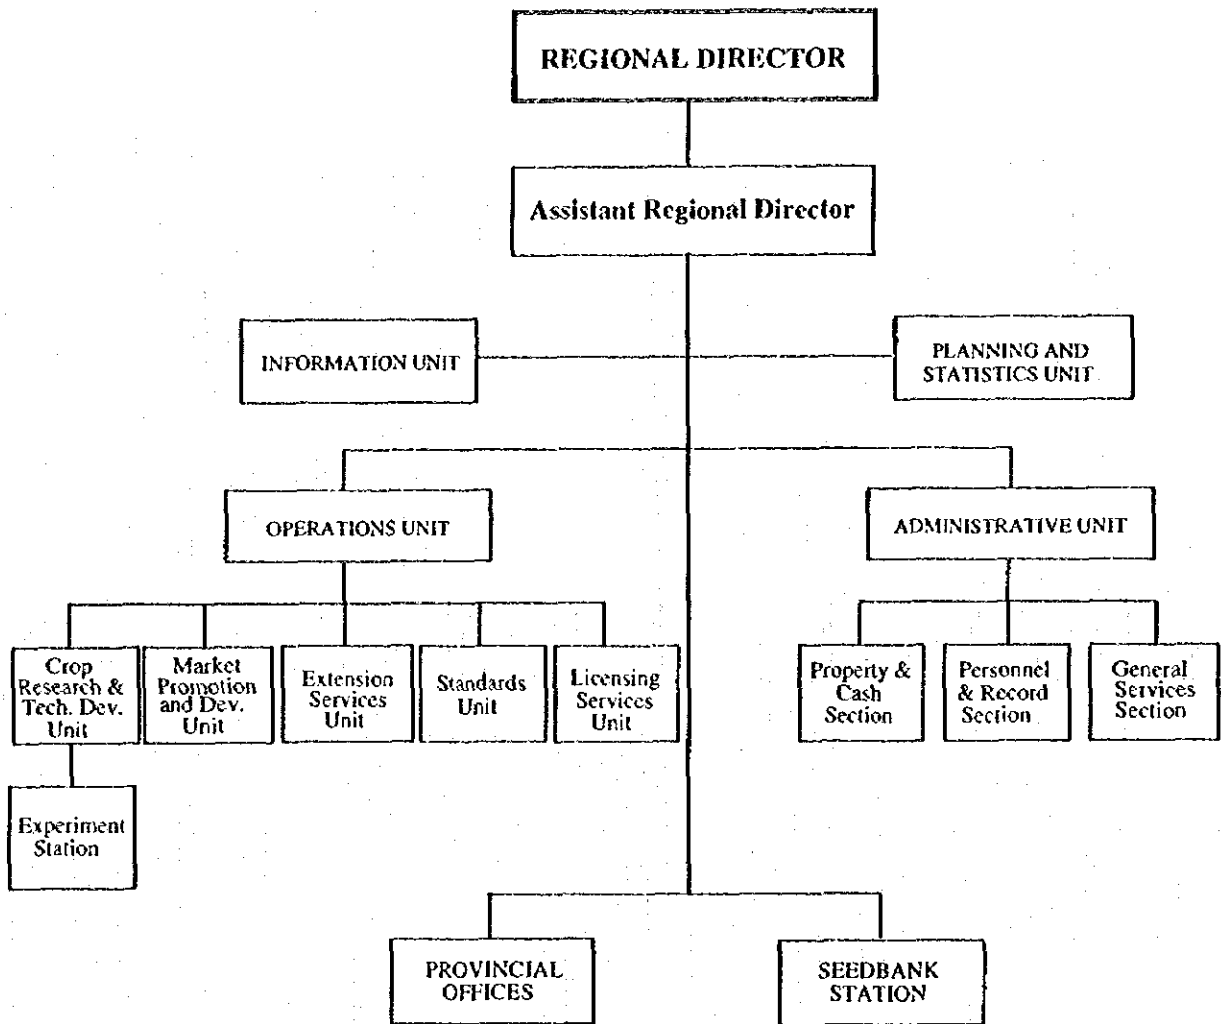 REGIONAL DIRECTOR
Assistant Regional Director
INFORMATION UNIT
PLANNING AND
STATISTICS UNIT
OPERATIONS UNIT
ADMINISTRATIVE UNIT
Crop
Research &
Tech. Dev.
Unit
Market
Promotion
and Dev.
Unit
Extension
Services
Unit
Standards
Unit
Licensing
Services
Unit
Property &
Cash
Section
Personnel
& Record
Section
General
Services
Section
Experiment
Station
PROVINCIAL
OFFICES
SEEDBANK
STATION